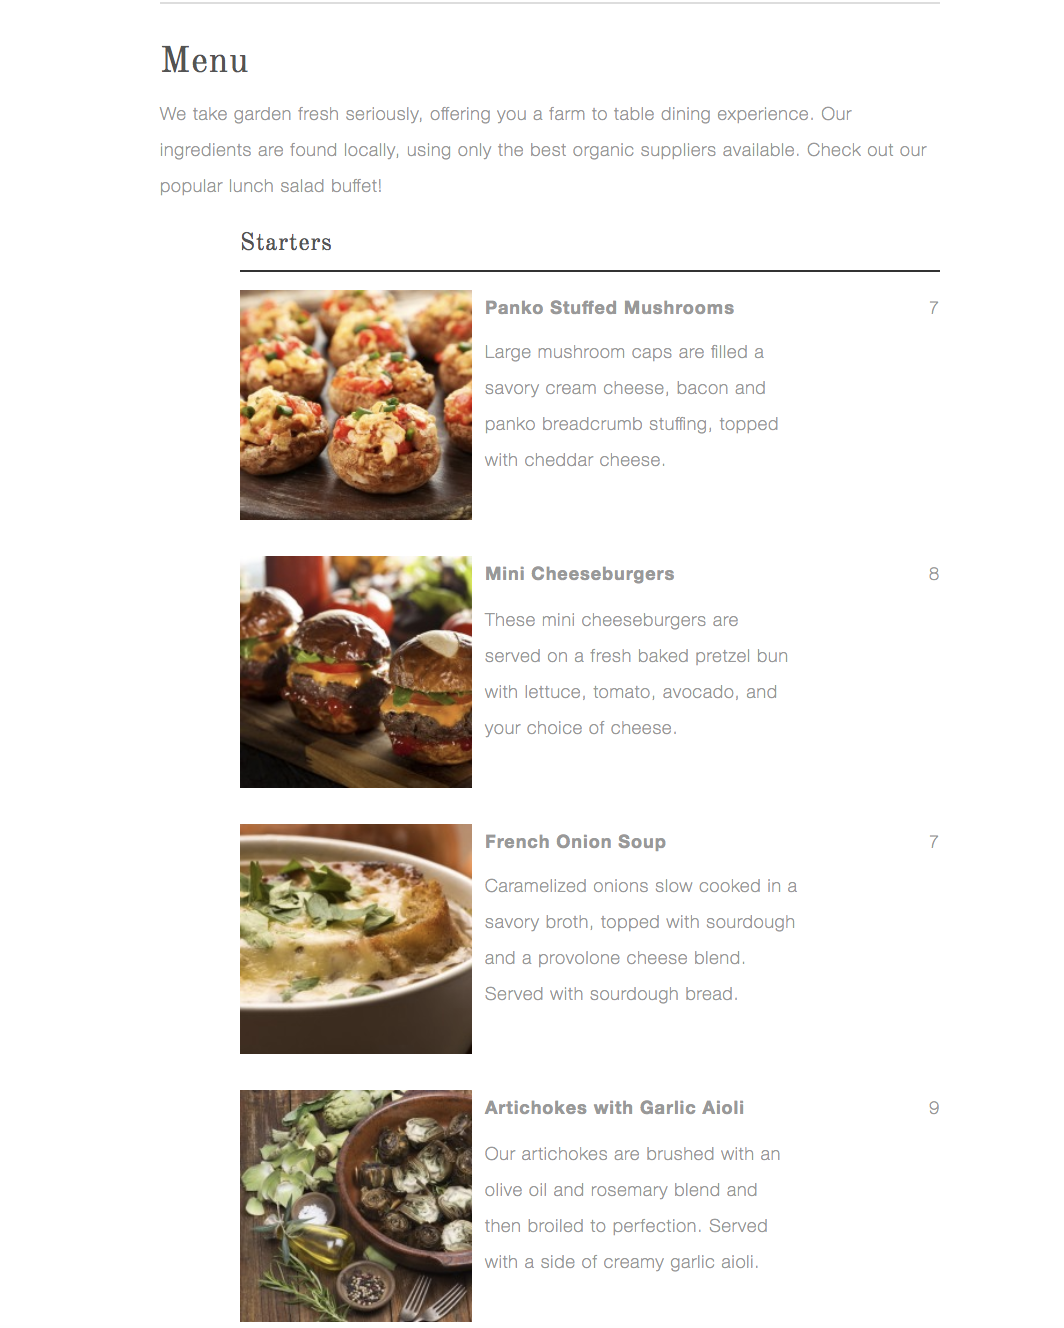 Menu
We take garden fresh seriously, offering you a farm to table dining experience. Our
ingredients are found locally, using only the best organic suppliers available. Check out our
popular lunch salad buffet!
Starters
Panko Stuffed Mushrooms 7
Large mushroom caps are filled a
savory cream cheese, bacon and
panko breadcrumb stuffing, topped
with cheddar cheese.
Mini Cheeseburgers 8
These mini cheeseburgers are
served on a fresh baked pretzel bun
with lettuce, tomato, avocado, and
your choice of cheese.
French Onion Soup 7
Caramelized onions slow cooked in a
savory broth, topped with sourdough
and a provolone cheese blend.
Served with sourdough bread.
Artichokes with Garlic Aioli 9
Our artichokes are brushed with an
olive oil and rosemary blend and
then broiled to perfection. Served
with a side of creamy garlic aioli.